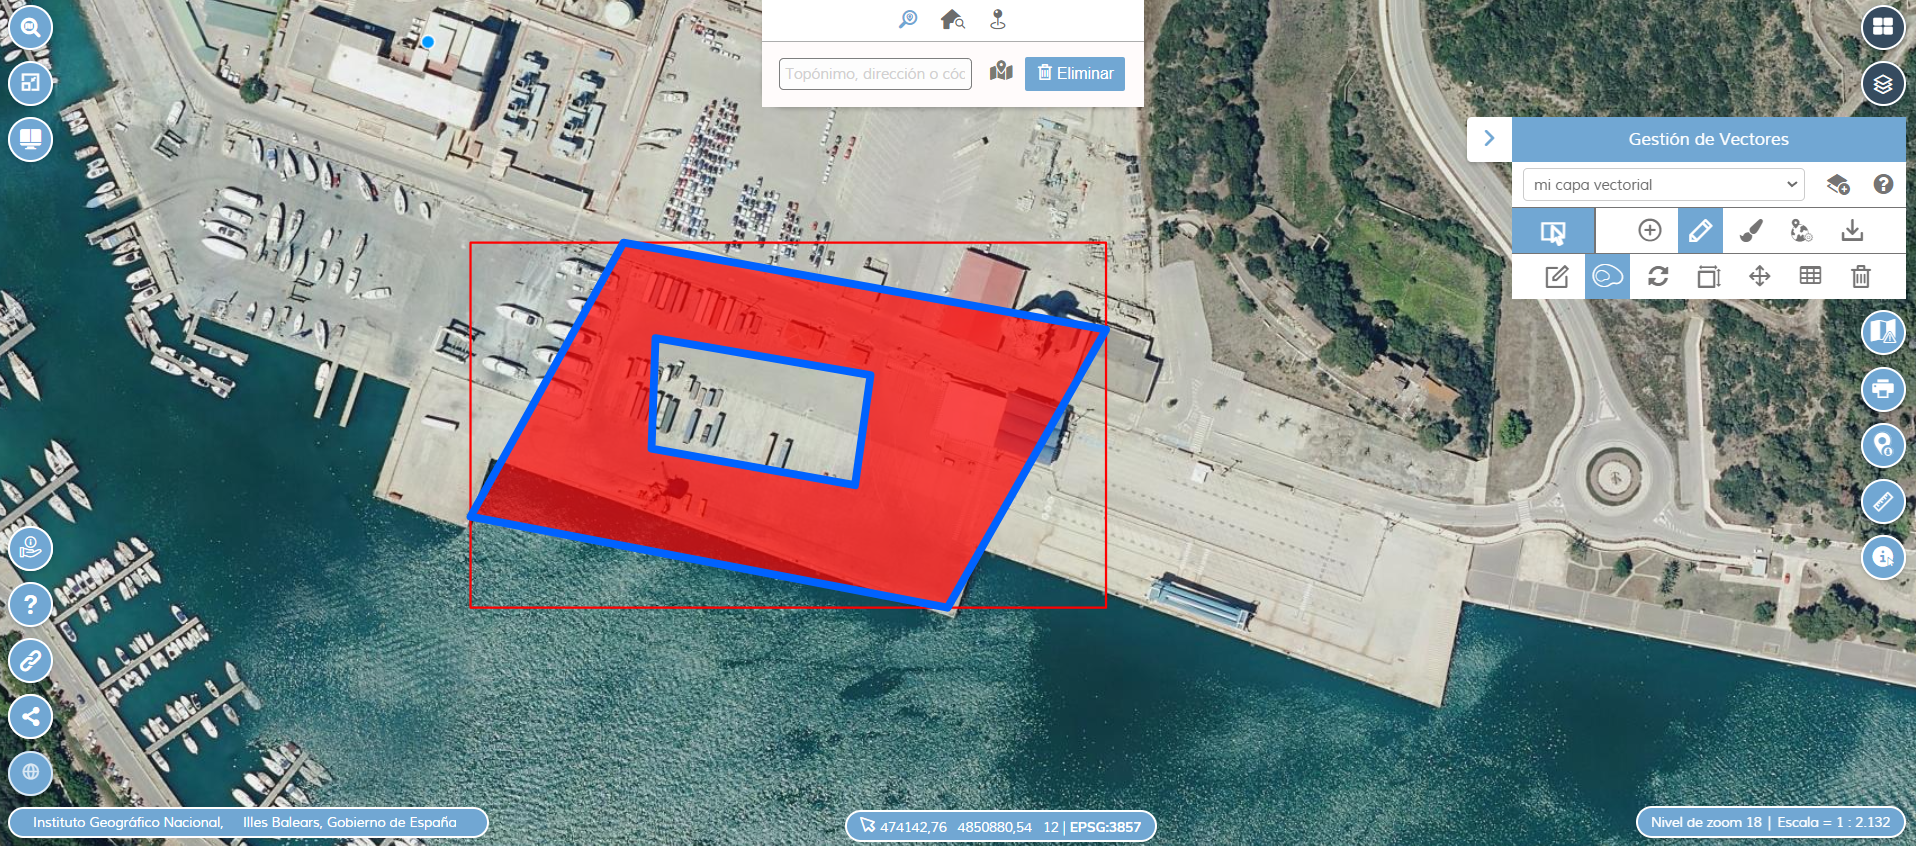 Topónimo, dirección o cóc
Eliminar
Gestión de Vectores
mi capa vectorial
Instituto Geográfico Nacional, Illes Balears, Gobierno de España
474142,76 4850880,54 12 | EPSG:3857
Nivel de zoom 18 | Escala = 1 : 2.132